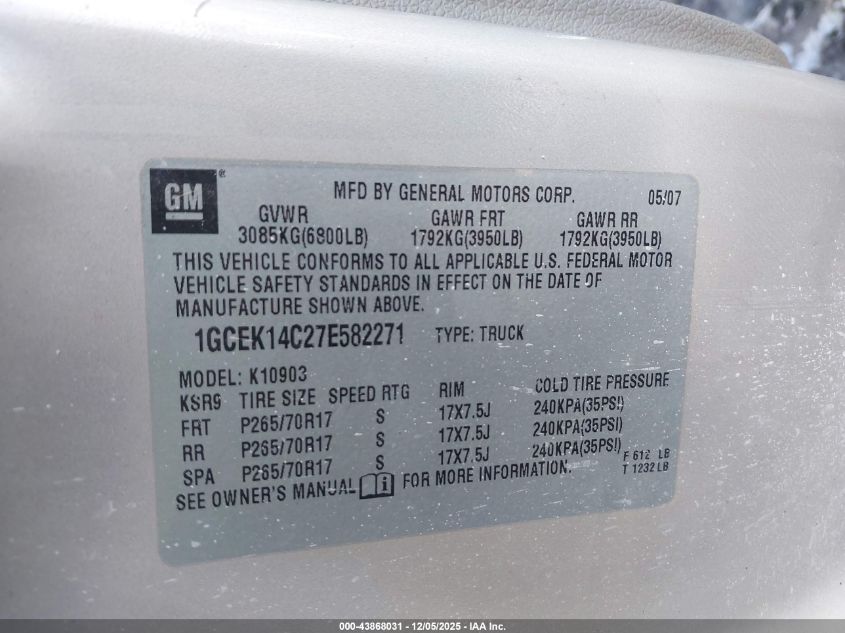 GM®
MFD BY GENERAL MOTORS CORP. 05/07
GVWR GAWR FRT GAWR RR
3085KG(6800LB) 1792KG(3950LB) 1792KG(3950LB)
THIS VEHICLE CONFORMS TO ALL APPLICABLE U.S. FEDERAL MOTOR
VEHICLE SAFETY STANDARDS IN EFFECT ON THE DATE OF
MANUFACTURE SHOWN ABOVE.
1GCEK14C27E582271 TYPE: TRUCK
MODEL: K10903
KSR9 TIRE SIZE SPEED RTG RIM COLD TIRE PRESSURE
FRT P265/70R17 S 17X7.5J 240KPA(35PSI)
RR P265/70R17 S 17X7.5J 240KPA(35PSI)
SPA P265/70R17 S 17X7.5J 240KPA(35PSI)
F 612 LB
T 1232 LB
SEE OWNER'S MANUAL i FOR MORE INFORMATION.
000-43868031 — 12/05/2025 — IAA Inc.